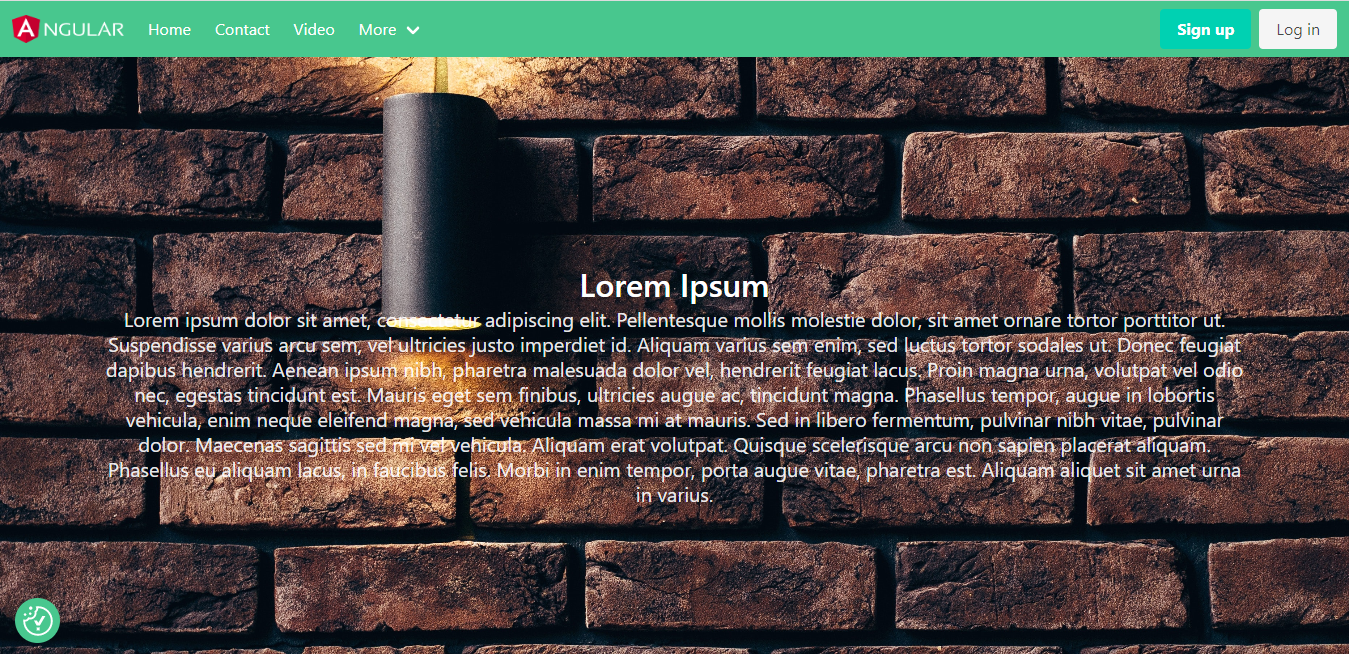 ANGULAR Home Contact Video More Sign up Log in
Lorem Ipsum
Lorem ipsum dolor sit amet, consectetur adipiscing elit. Pellentesque mollis molestie dolor, sit amet ornare tortor porttitor ut.
Suspendisse varius arcu sem, vel ultricies justo imperdiet id. Aliquam varius sem enim, sed luctus tortor sodales ut. Donec feugiat
dapibus hendrerit. Aenean ipsum nibh, pharetra malesuada dolor vel, hendrerit feugiat lacus. Proin magna urna, volutpat vel odio
nec, egestas tincidunt est. Mauris eget sem finibus, ultricies augue ac, tincidunt magna. Phasellus tempor, augue in lobortis
vehicula, enim neque eleifend magna, sed vehicula massa mi at mauris. Sed in libero fermentum, pulvinar nibh vitae, pulvinar
dolor. Maecenas sagittis sed mi vel vehicula. Aliquam erat volutpat. Quisque scelerisque arcu non sapien placerat aliquam.
Phasellus eu aliquam lacus, in faucibus felis. Morbi in enim tempor, porta augue vitae, pharetra est. Aliquam aliquet sit amet urna
in varius.